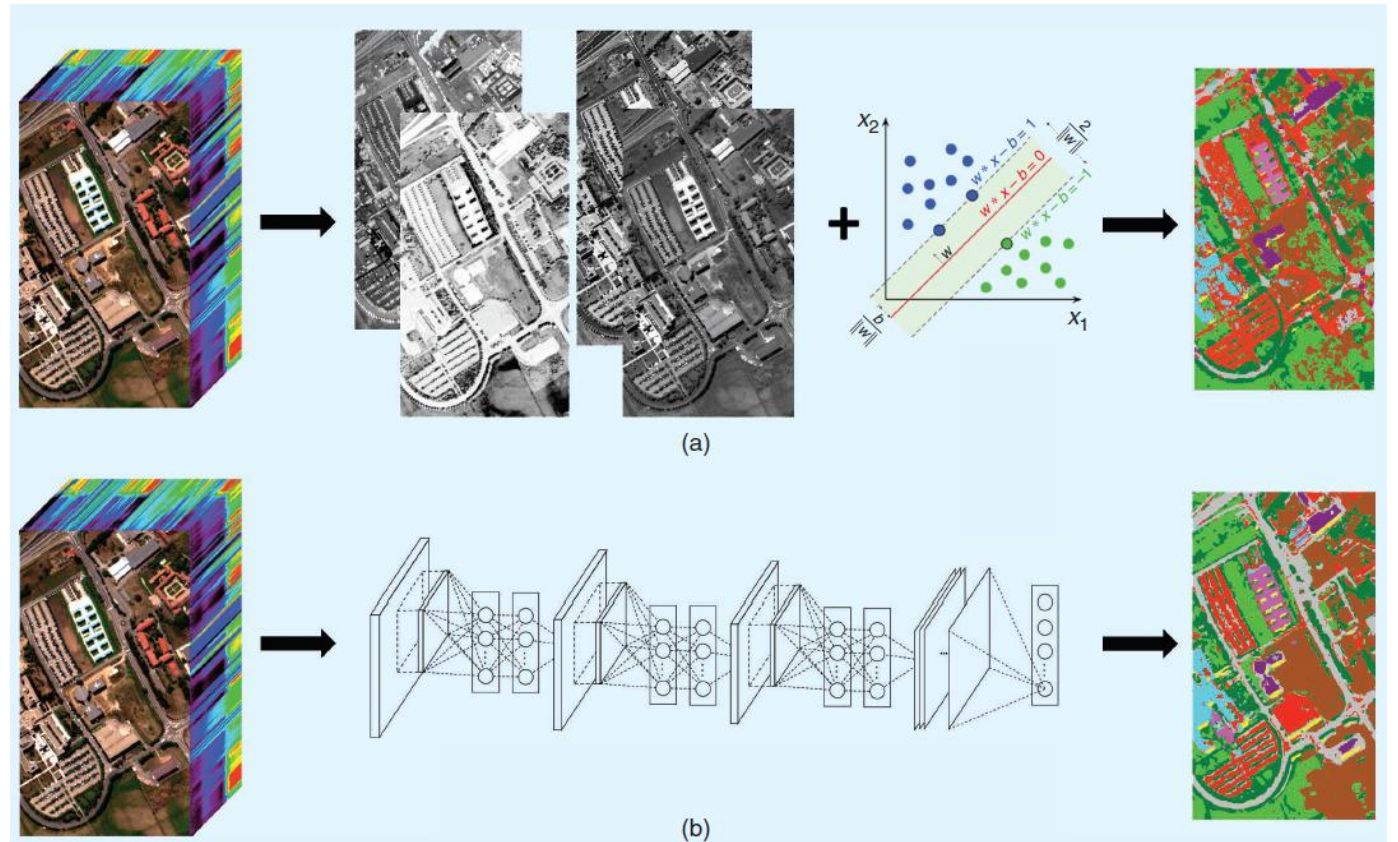 x₂
w * x – b = 1
w * x – b = 0
w * x – b = –1
2
‖w‖
w
b
‖w‖
x₁
(a)
...
(b)